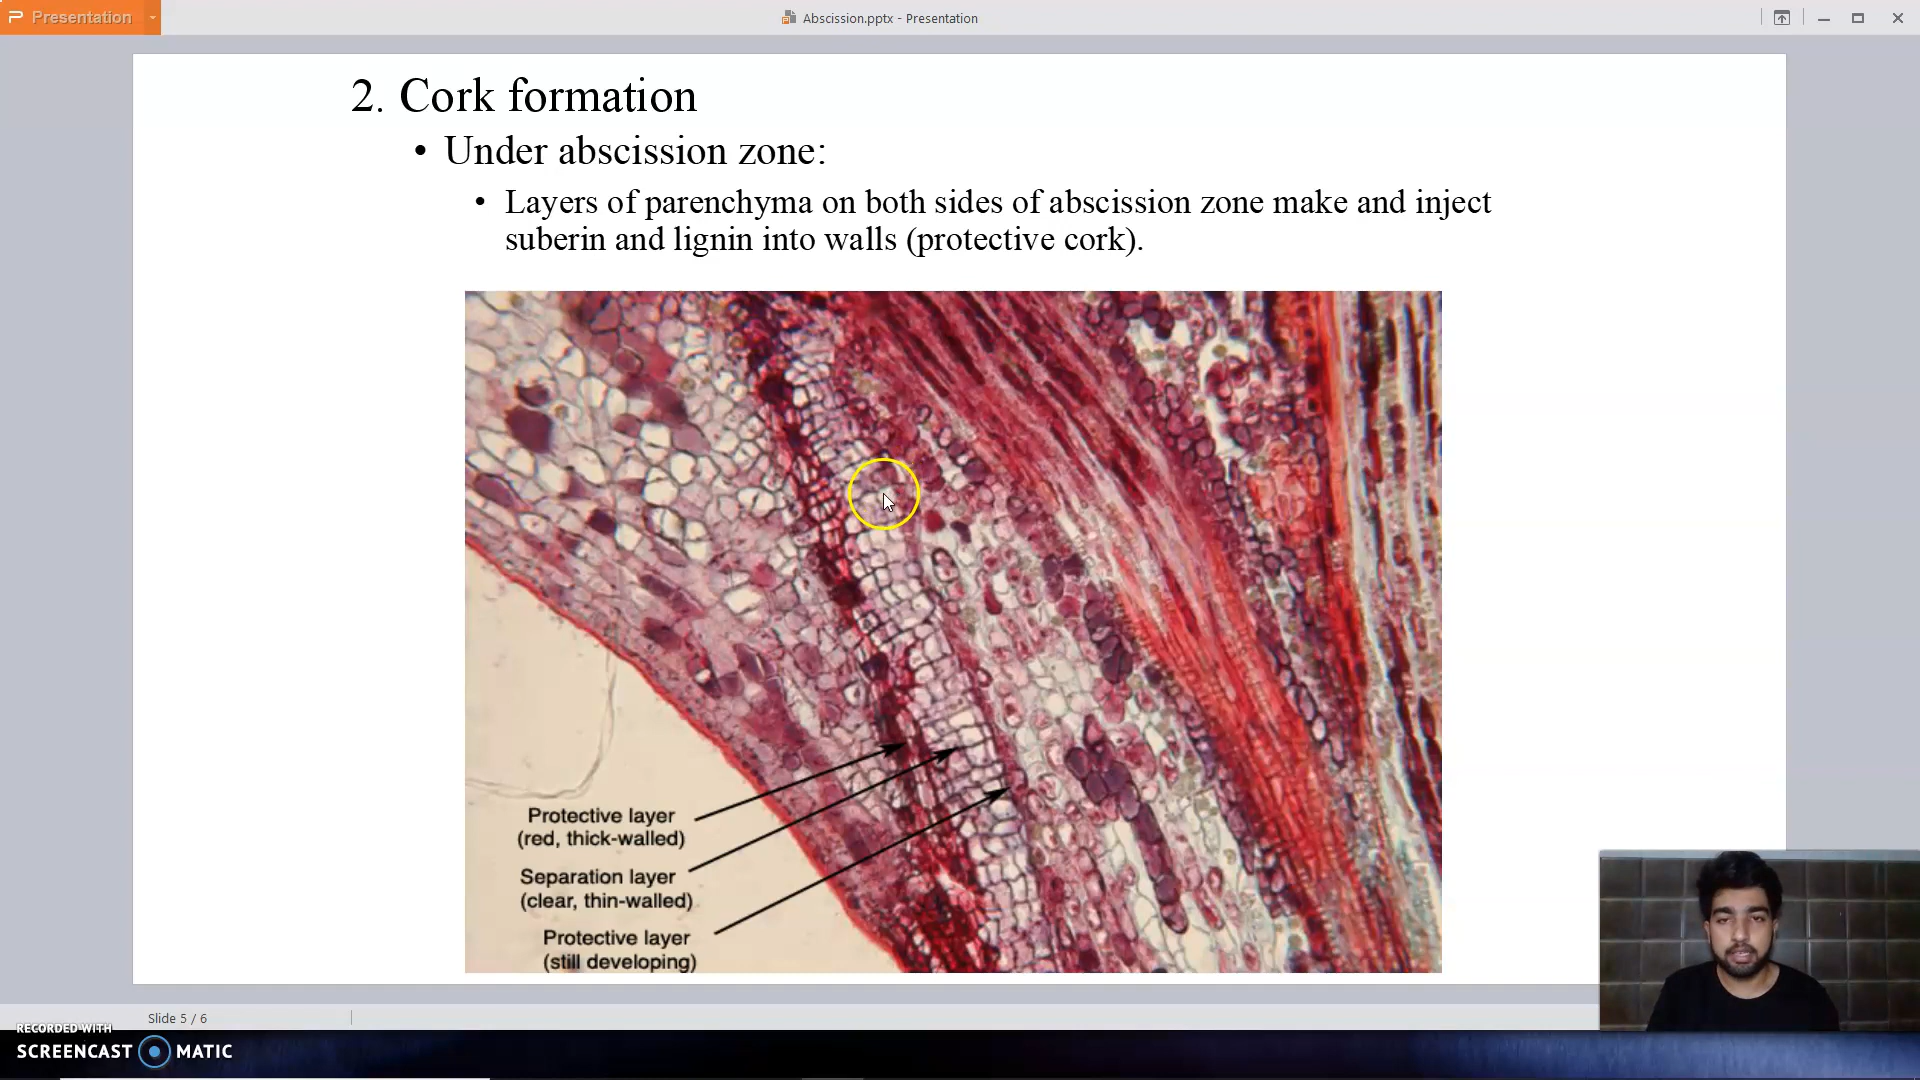 Presentation
Abscission.pptx - Presentation
2. Cork formation
• Under abscission zone:
• Layers of parenchyma on both sides of abscission zone make and inject
suberin and lignin into walls (protective cork).
Protective layer
(red, thick-walled)
Separation layer
(clear, thin-walled)
Protective layer
(still developing)
Slide 5 / 6
RECORDED WITH
SCREENCAST MATIC